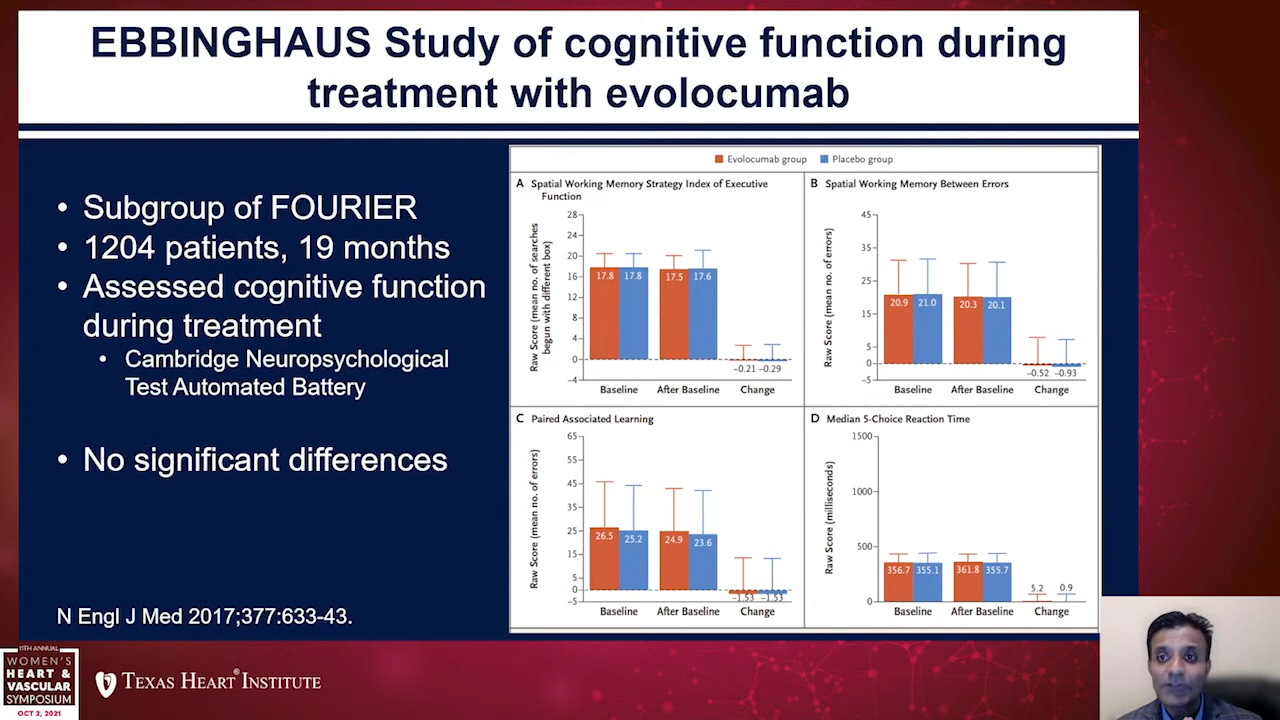 EBBINGHAUS Study of cognitive function during
treatment with evolocumab
• Subgroup of FOURIER
• 1204 patients, 19 months
• Assessed cognitive function
during treatment
• Cambridge Neuropsychological
Test Automated Battery
• No significant differences
N Engl J Med 2017;377:633-43.
Evolocumab group Placebo group
A Spatial Working Memory Strategy Index of Executive
Function
Raw Score (mean no. of searches
begun with different box)
28
24
20
16
12
8
4
0
−4
17.8 17.8 17.5 17.6
−0.21 −0.29
Baseline After Baseline Change
B Spatial Working Memory Between Errors
Raw Score (mean no. of errors)
45
35
25
15
5
0
−5
20.9 21.0 20.3 20.1
−0.52 −0.93
Baseline After Baseline Change
C Paired Associated Learning
Raw Score (mean no. of errors)
65
55
45
35
25
15
5
0
−5
26.5 25.2 24.9 23.6
−1.53 −1.53
Baseline After Baseline Change
D Median 5-Choice Reaction Time
Raw Score (milliseconds)
1500
1000
500
0
356.7 355.1 361.8 355.7
5.2 0.9
Baseline After Baseline Change
11TH ANNUAL
WOMEN'S
HEART &
VASCULAR
SYMPOSIUM
OCT 2, 2021
TEXAS HEART® INSTITUTE